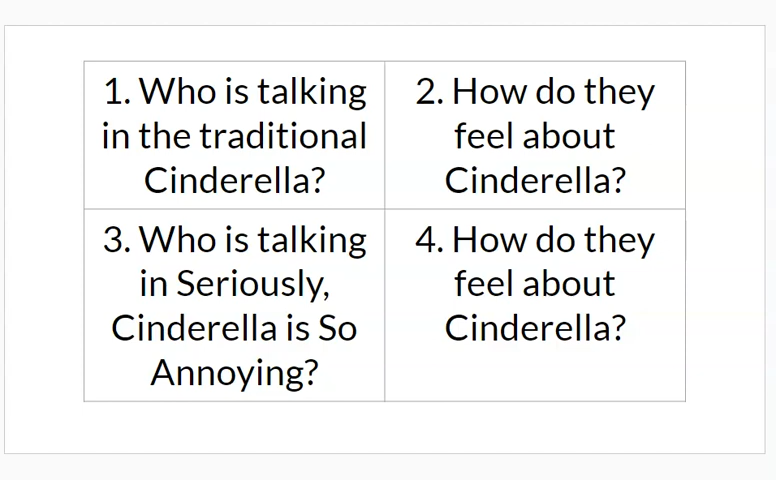 1. Who is talking
in the traditional
Cinderella?
2. How do they
feel about
Cinderella?
3. Who is talking
in Seriously,
Cinderella is So
Annoying?
4. How do they
feel about
Cinderella?